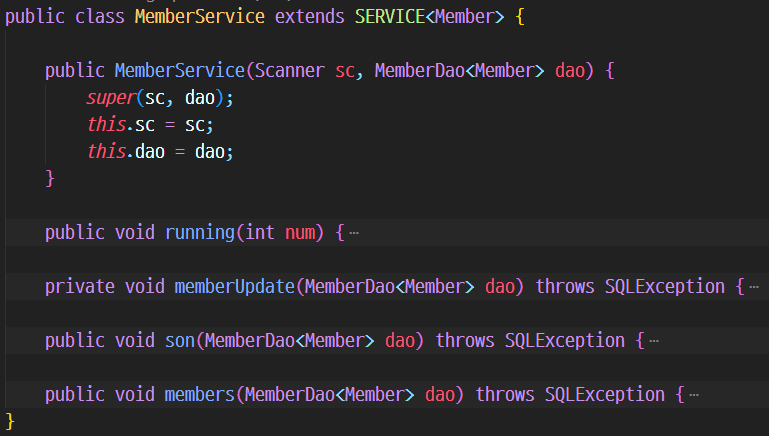 public class MemberService extends SERVICE<Member> {
public MemberService(Scanner sc, MemberDao<Member> dao) {
super(sc, dao);
this.sc = sc;
this.dao = dao;
}
public void running(int num) {⋯
private void memberUpdate(MemberDao<Member> dao) throws SQLException {⋯
public void son(MemberDao<Member> dao) throws SQLException {⋯
public void members(MemberDao<Member> dao) throws SQLException {⋯
}